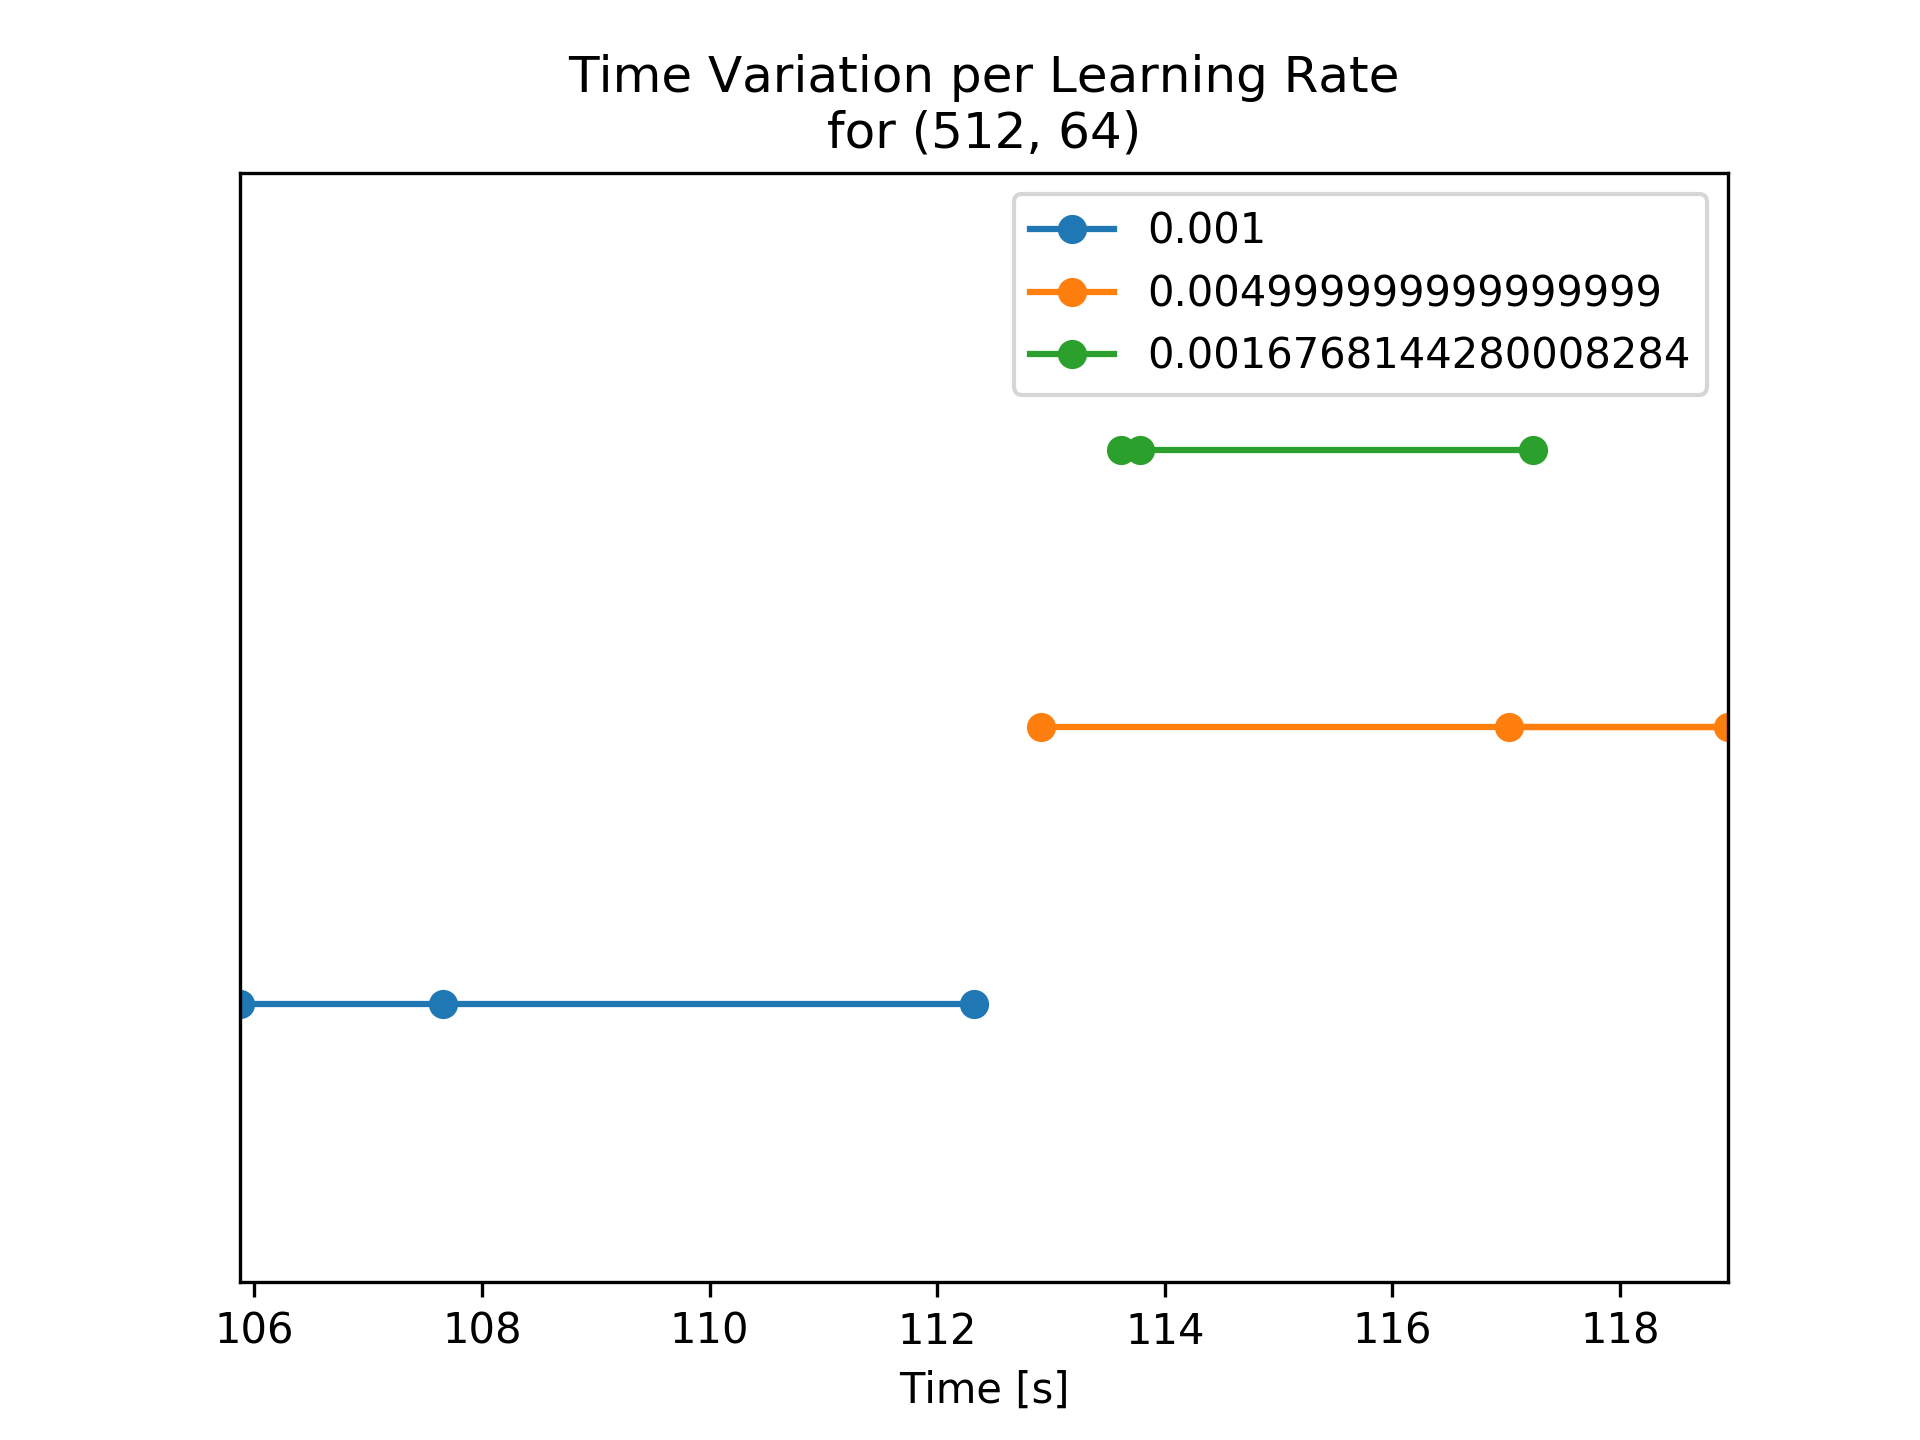 Time Variation per Learning Rate
for (512, 64)
0.001
0.004999999999999999
0.0016768144280008284
106 108 110 112 114 116 118
Time [s]